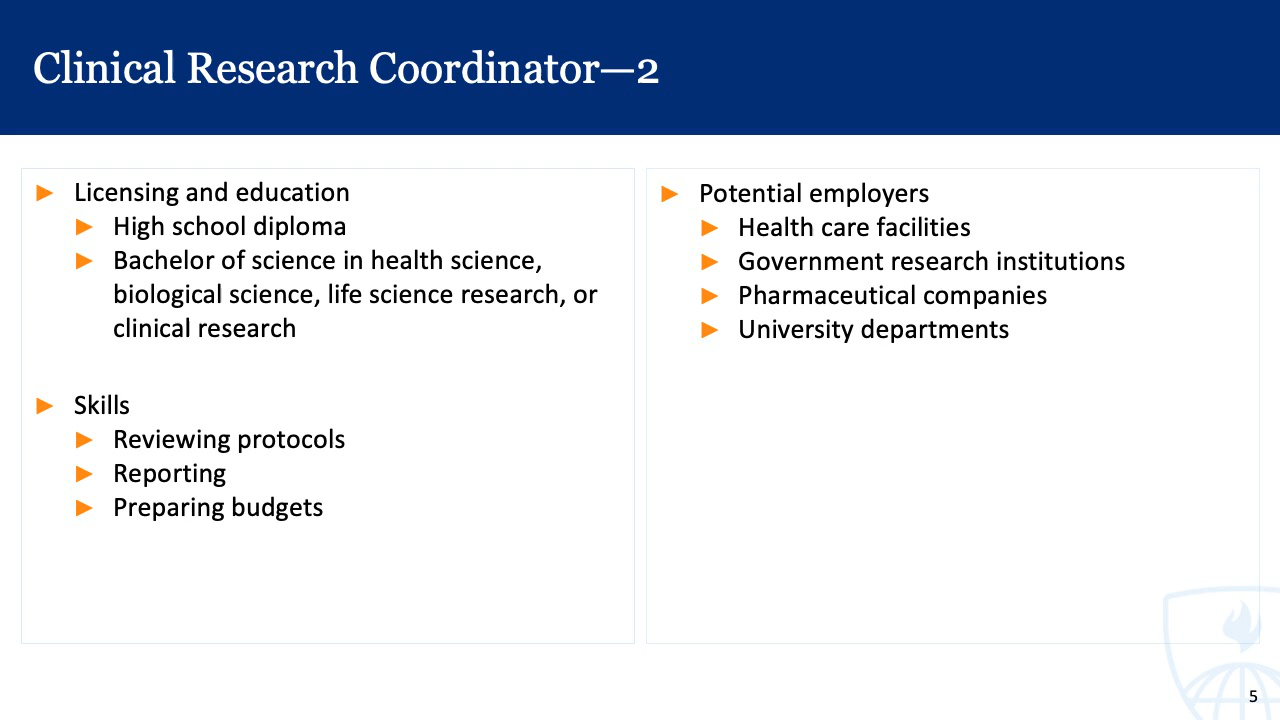 Clinical Research Coordinator—2
► Licensing and education
► High school diploma
► Bachelor of science in health science,
biological science, life science research, or
clinical research
► Skills
► Reviewing protocols
► Reporting
► Preparing budgets
► Potential employers
► Health care facilities
► Government research institutions
► Pharmaceutical companies
► University departments
5